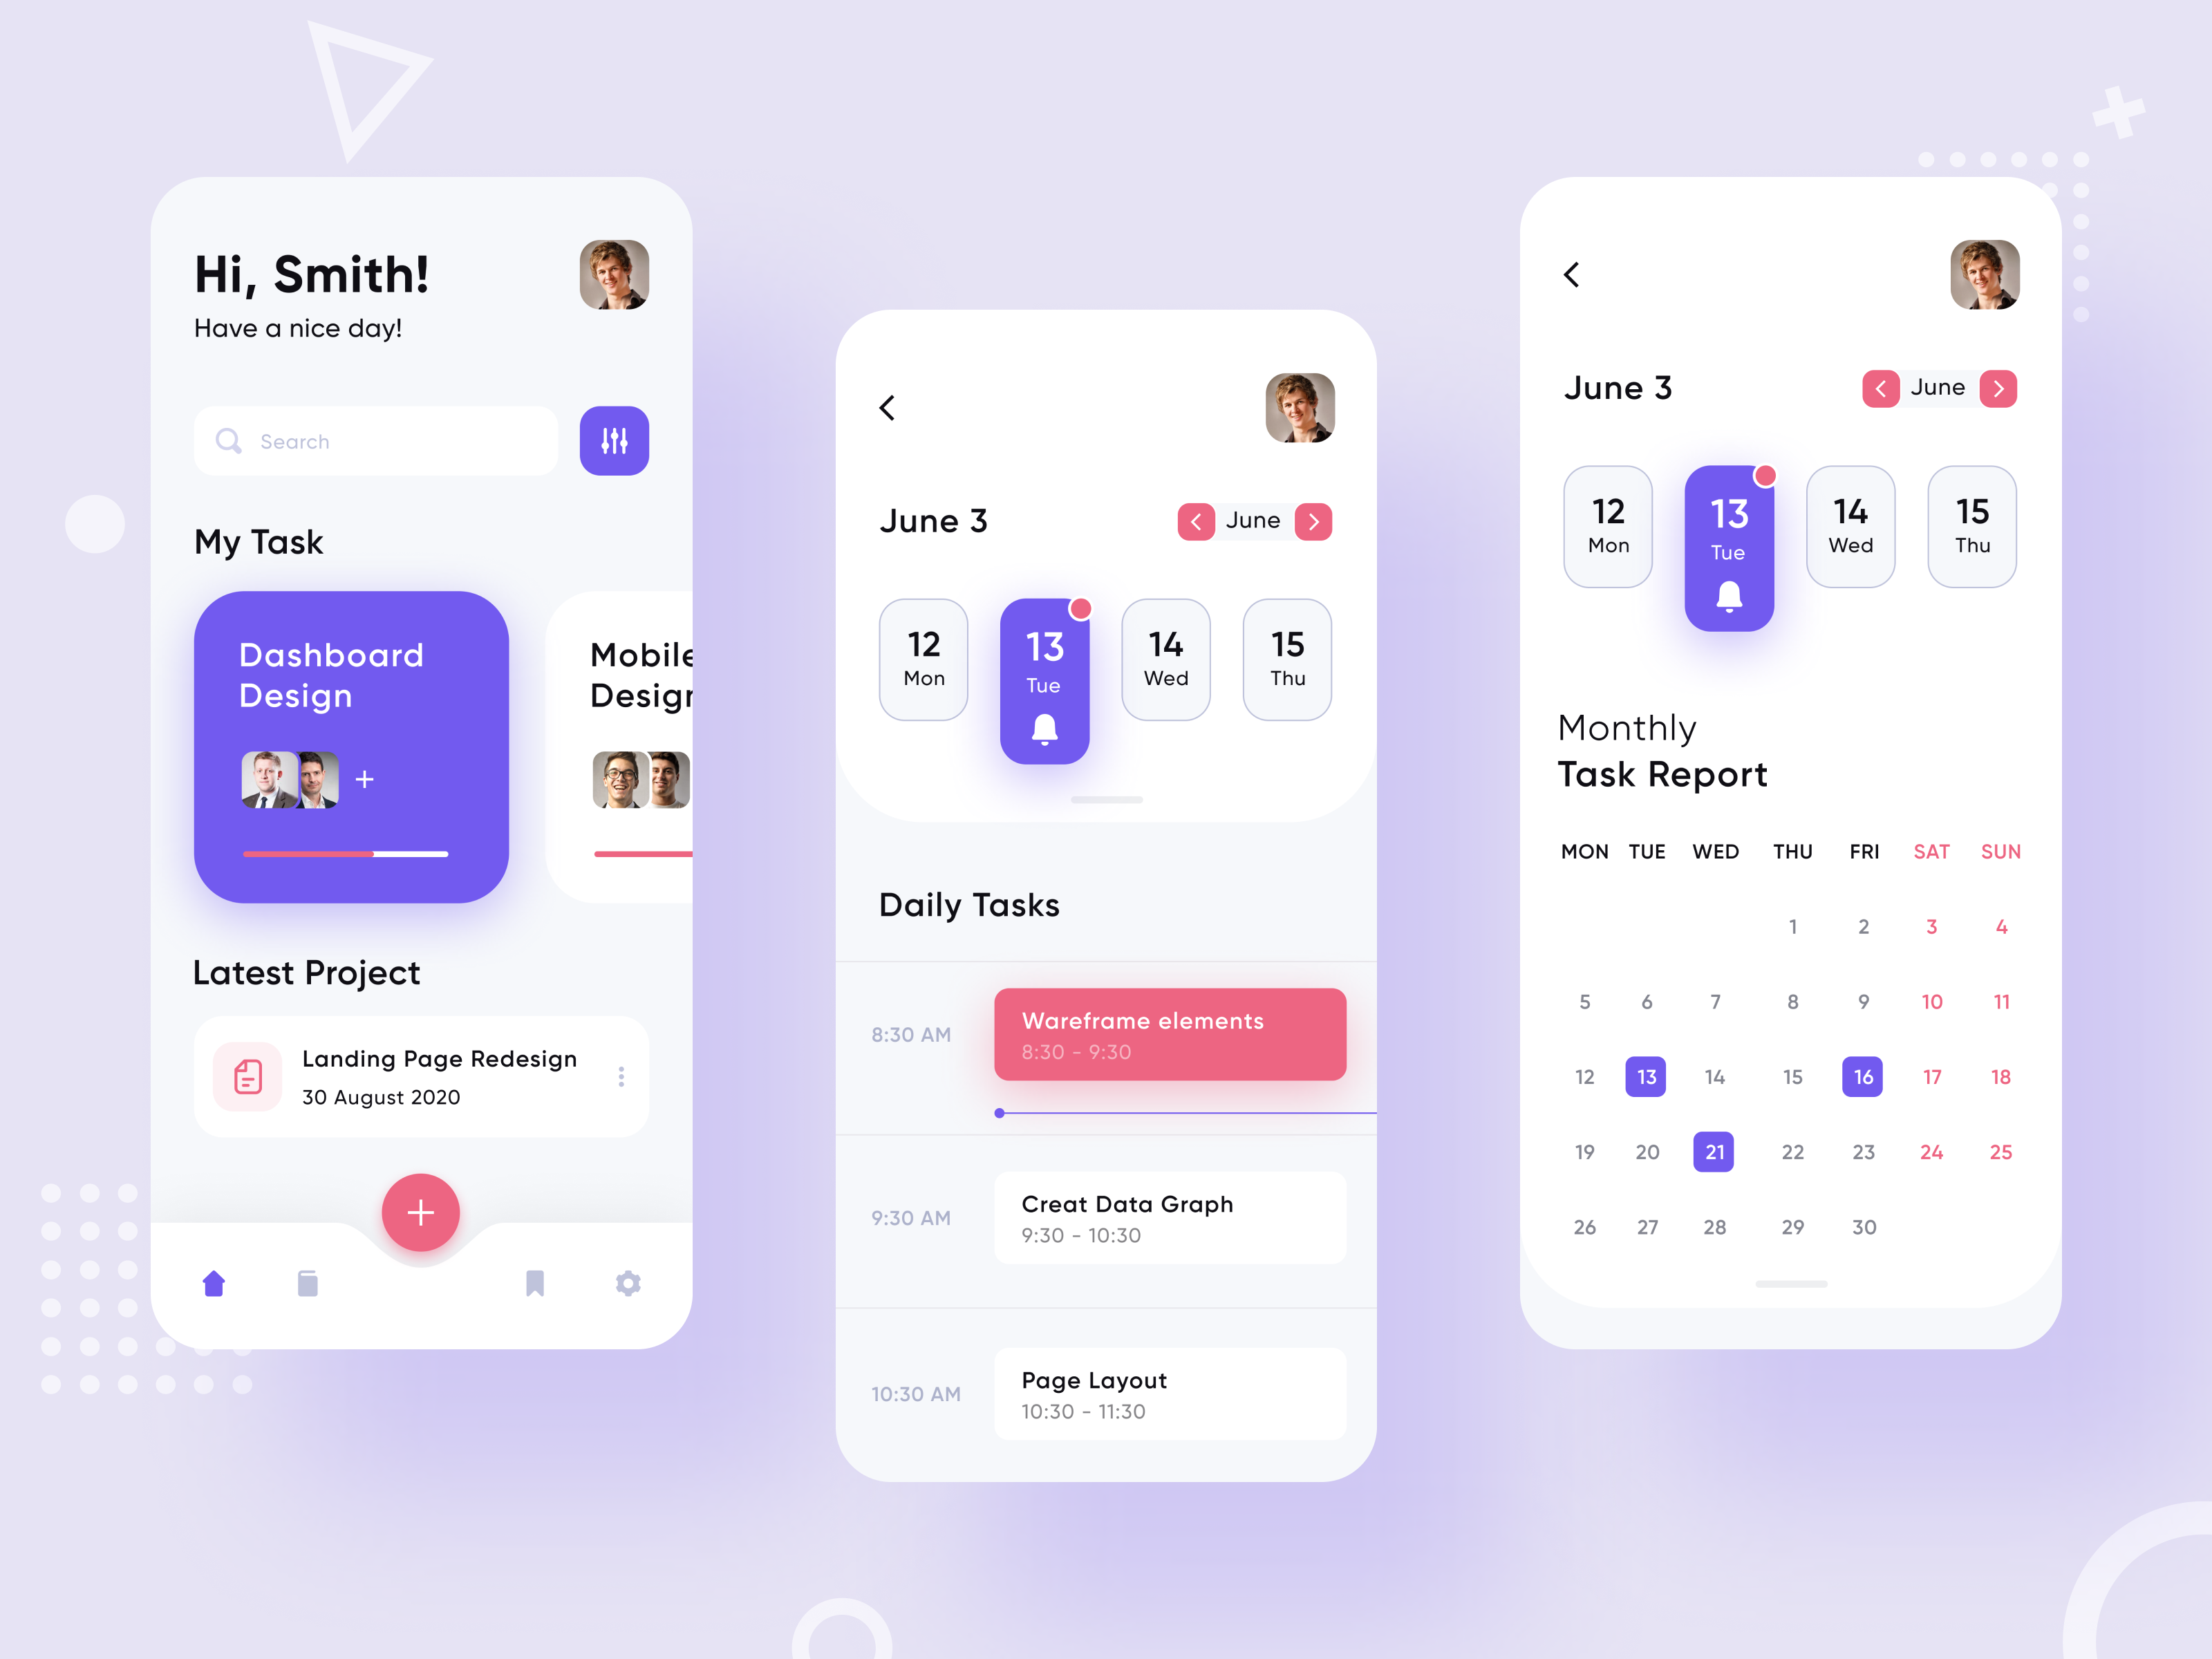 Hi, Smith!
Have a nice day!
Search
My Task
Dashboard
Design
Mobile
Design
Latest Project
Landing Page Redesign
30 August 2020
June 3
June
12
Mon
13
Tue
14
Wed
15
Thu
Daily Tasks
8:30 AM
Wareframe elements
8:30 - 9:30
9:30 AM
Creat Data Graph
9:30 - 10:30
10:30 AM
Page Layout
10:30 - 11:30
June 3
June
12
Mon
13
Tue
14
Wed
15
Thu
Monthly
Task Report
MON TUE WED THU FRI SAT SUN
1 2 3 4
5 6 7 8 9 10 11
12 13 14 15 16 17 18
19 20 21 22 23 24 25
26 27 28 29 30